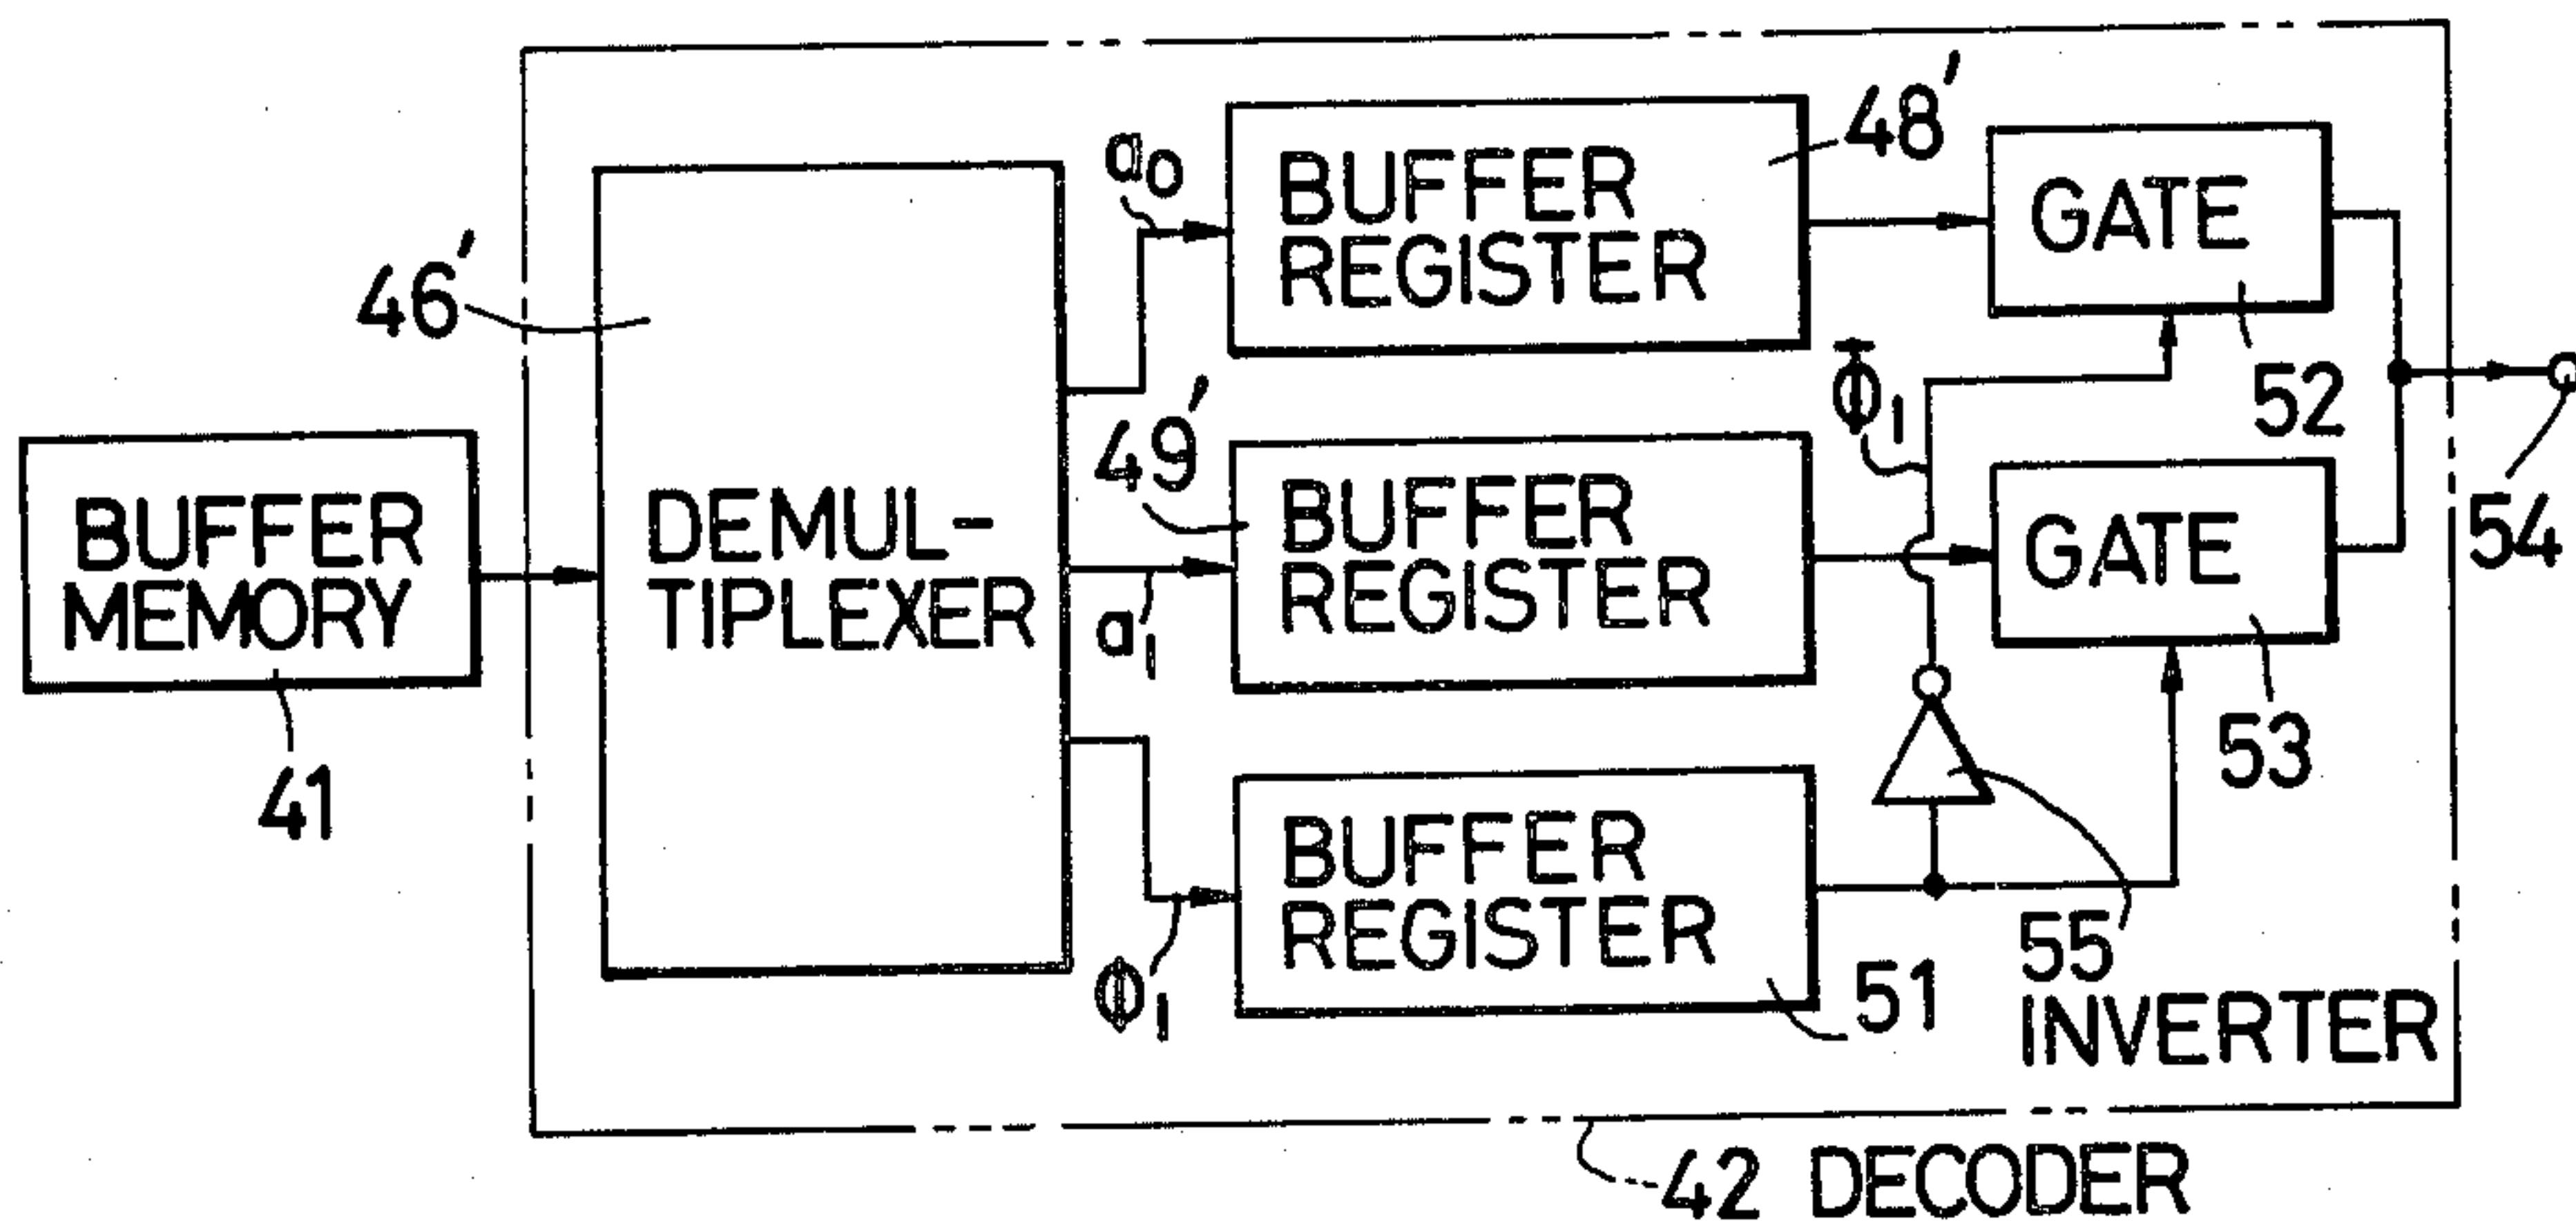 48'
a₀
BUFFER
REGISTER
GATE
46'
52
Φ̄₁
49'
54
BUFFER
MEMORY
DEMUL-
TIPLEXER
BUFFER
REGISTER
GATE
a₁
53
41
BUFFER
REGISTER
55
INVERTER
Φ₁
51
42 DECODER